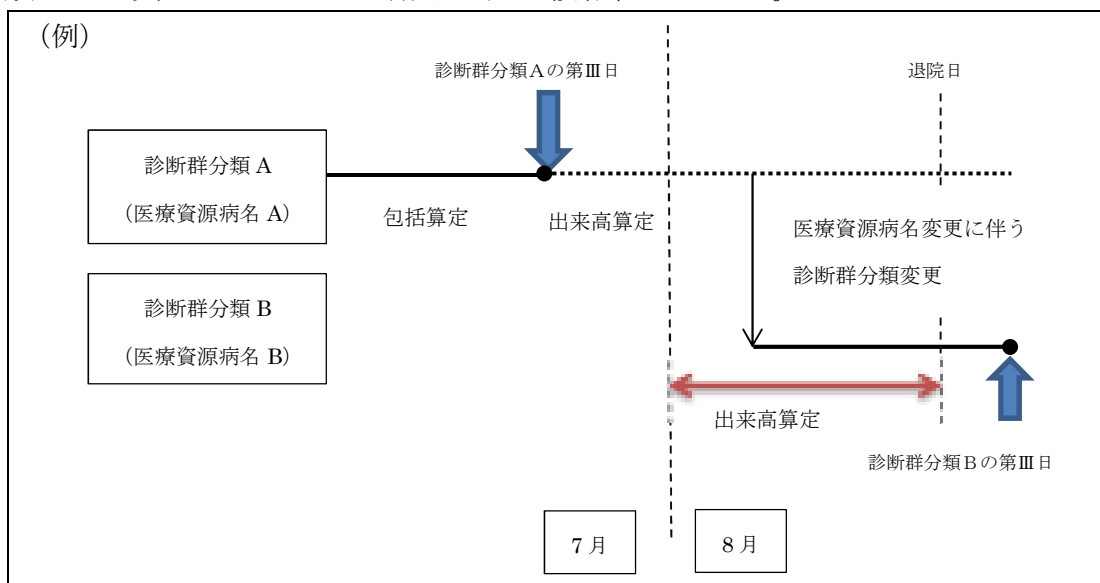 （例）
診断群分類Aの第Ⅲ日
退院日
診断群分類 A
（医療資源病名 A）
包括算定
出来高算定
医療資源病名変更に伴う
診断群分類変更
診断群分類 B
（医療資源病名 B）
出来高算定
診断群分類Bの第Ⅲ日
7 月
8 月